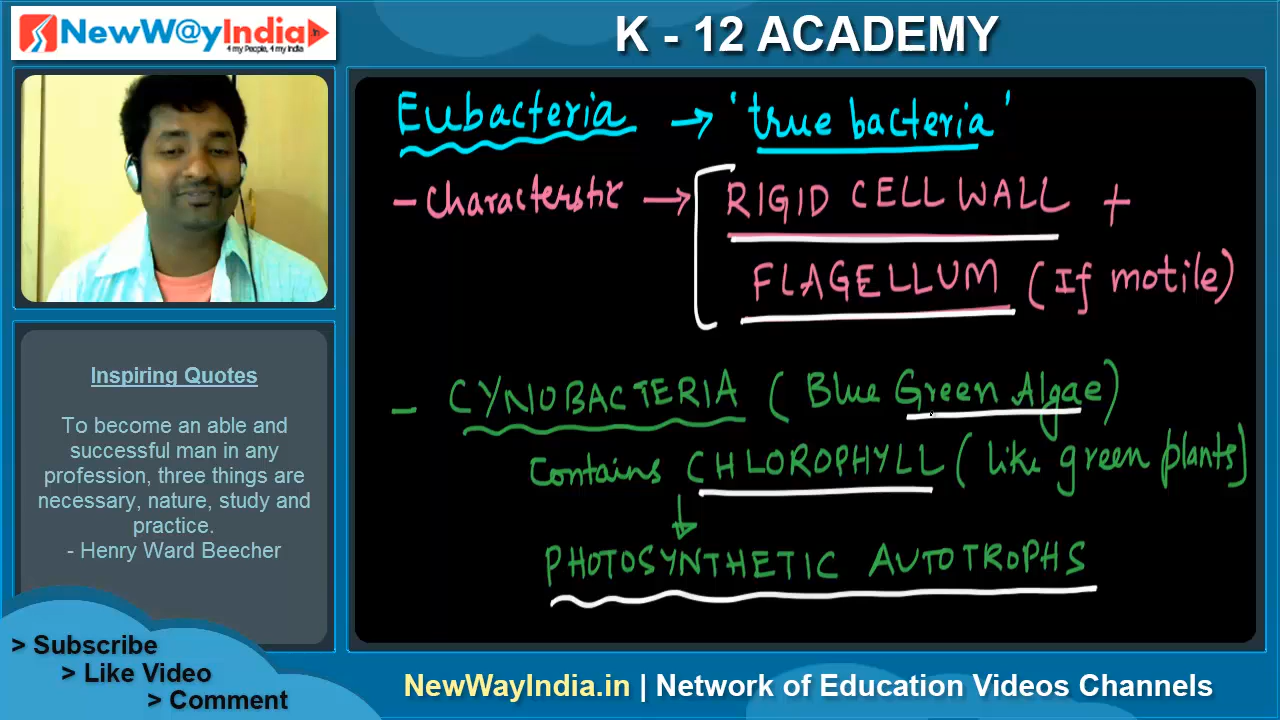 NewW@yIndia.in
4 my People, 4 my India
K - 12 ACADEMY
Eubacteria → 'true bacteria'
- Characterstic → [ RIGID CELL WALL +
FLAGELLUM (If motile)
- CYNOBACTERIA ( Blue Green Algae)
Contains CHLOROPHYLL ( like green plants]
↓
PHOTOSYNTHETIC AUTOTROPHS
Inspiring Quotes
To become an able and
successful man in any
profession, three things are
necessary, nature, study and
practice.
- Henry Ward Beecher
> Subscribe
> Like Video
> Comment
NewWayIndia.in | Network of Education Videos Channels